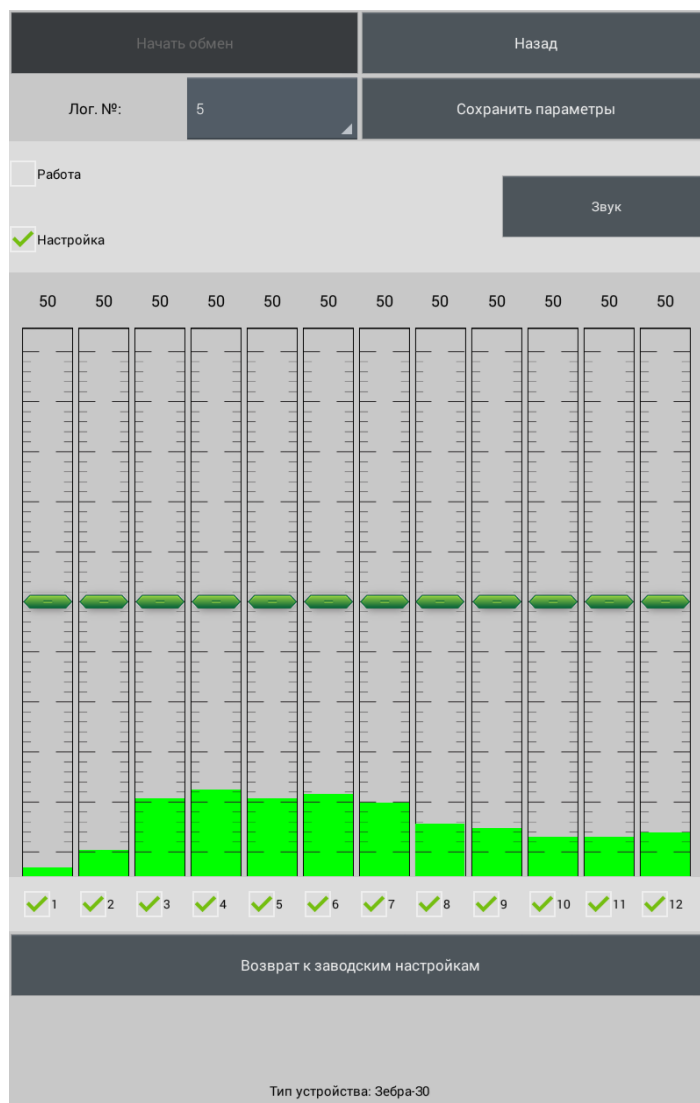 Начать обмен Назад
Лог. №: 5 Сохранить параметры
Работа
Звук
Настройка
50 50 50 50 50 50 50 50 50 50 50 50
1 2 3 4 5 6 7 8 9 10 11 12
Возврат к заводским настройкам
Тип устройства: Зебра-30